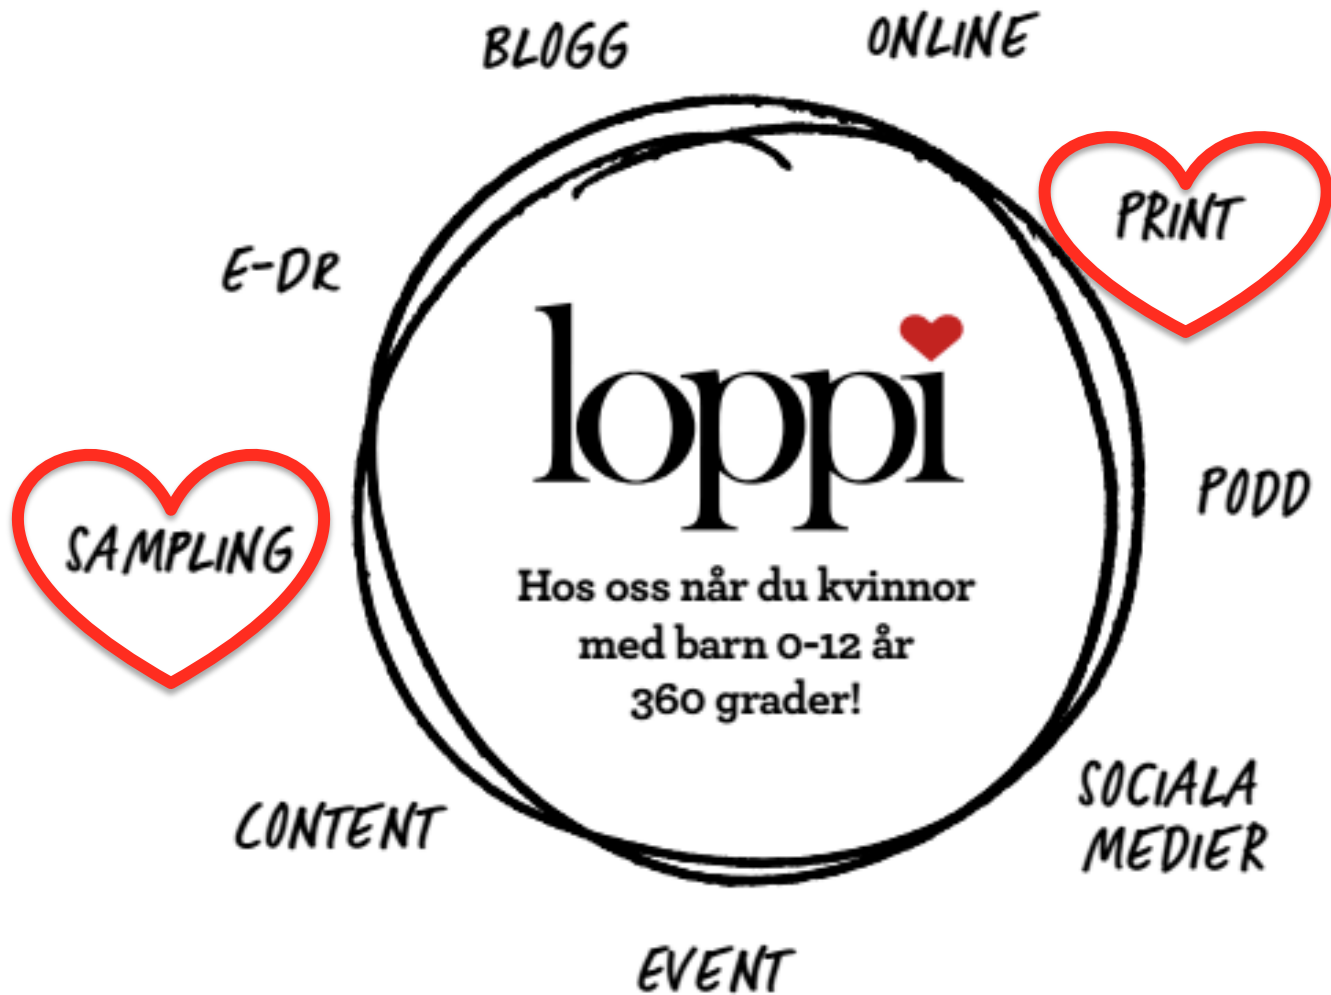 BLOGG
ONLINE
PRINT
E-DR
loppi
PODD
SAMPLING
Hos oss når du kvinnor
med barn 0-12 år
360 grader!
SOCIALA
MEDIER
CONTENT
EVENT